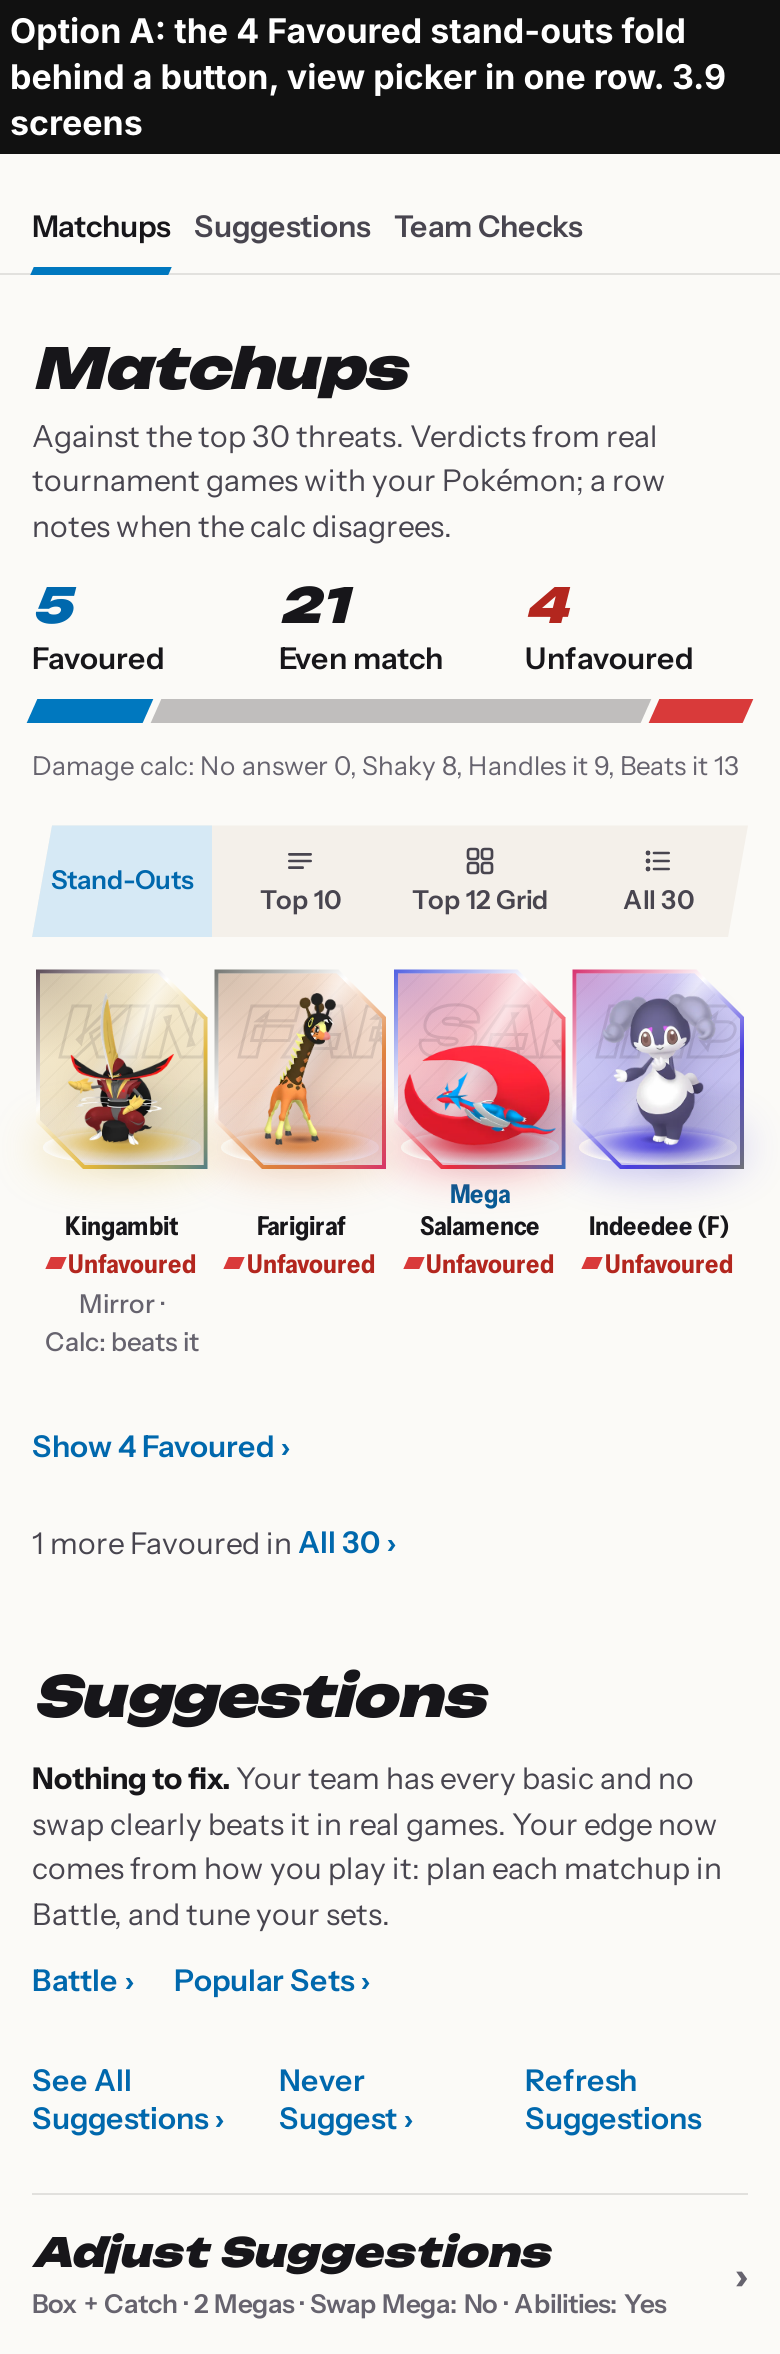 Option A: the 4 Favoured stand-outs fold
behind a button, view picker in one row. 3.9
screens
Matchups Suggestions Team Checks
Matchups
Against the top 30 threats. Verdicts from real
tournament games with your Pokémon; a row
notes when the calc disagrees.
5 21 4
Favoured Even match Unfavoured
Damage calc: No answer 0, Shaky 8, Handles it 9, Beats it 13
Stand-Outs Top 10 Top 12 Grid All 30
KIN FAR SAL IND
Mega
Kingambit Farigiraf Salamence Indeedee (F)
Unfavoured Unfavoured Unfavoured Unfavoured
Mirror ·
Calc: beats it
Show 4 Favoured ›
1 more Favoured in All 30 ›
Suggestions
Nothing to fix. Your team has every basic and no
swap clearly beats it in real games. Your edge now
comes from how you play it: plan each matchup in
Battle, and tune your sets.
Battle › Popular Sets ›
See All Never Refresh
Suggestions › Suggest › Suggestions
Adjust Suggestions ›
Box + Catch · 2 Megas · Swap Mega: No · Abilities: Yes